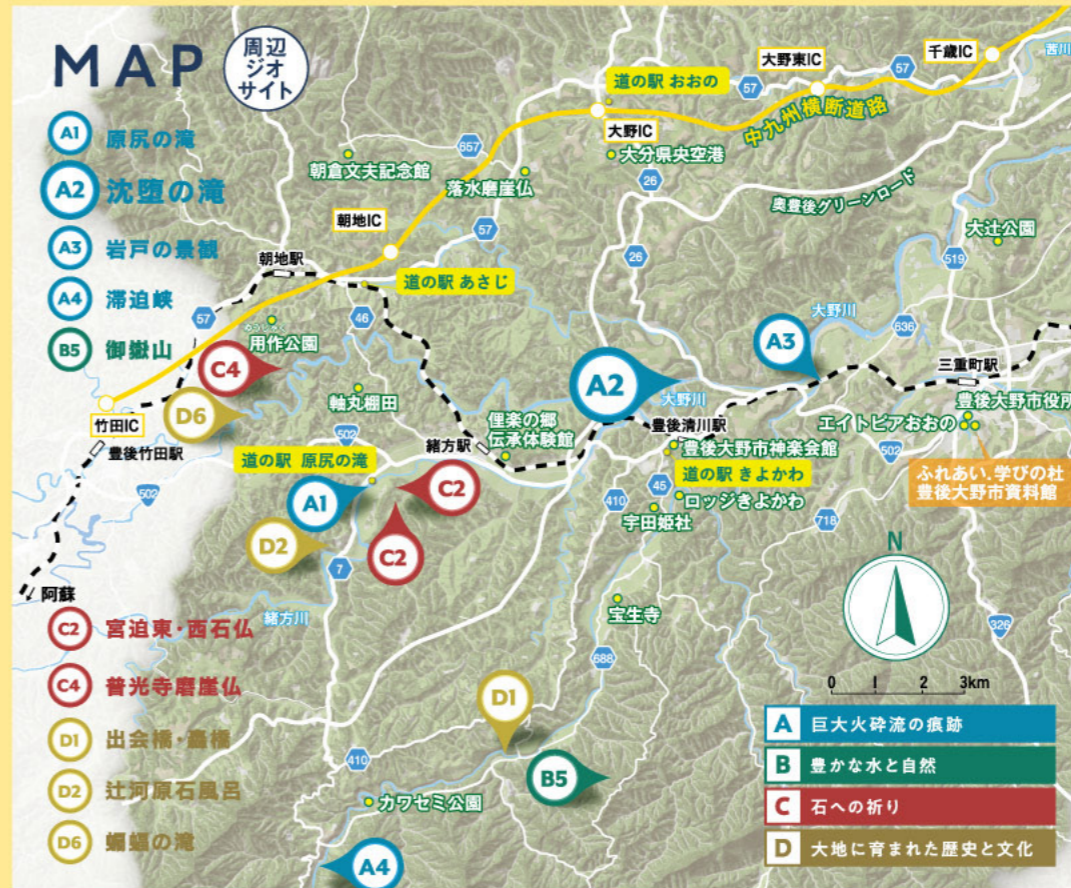 MAP
周辺
ジオ
サイト
A1 原尻の滝
A2 沈堕の滝
A3 岩戸の景観
A4 滞迫峡
B5 御嶽山
千歳IC
茜川
大野東IC
57
57
道の駅 おおの
中九州横断道路
大野IC
大分県央空港
657
朝倉文夫記念館
落水磨崖仏
26
奥豊後グリーンロード
大辻公園
朝地IC
57
26
519
朝地駅
道の駅 あさじ
大野川
57
46
636
用作公園
A3
C4
三重町駅
A2
大野川
軸丸棚田
D6
俚楽の郷
伝承体験館
豊後清川駅
豊後大野市役所
エイトピアおおの
竹田IC
502
緒方駅
豊後大野市神楽会館
502
豊後竹田駅
道の駅 原尻の滝
道の駅 きよかわ
ふれあい.学びの杜
豊後大野市資料館
502
A1
C2
410
45
ロッジきよかわ
宇田姫社
718
D2
C2
N
7
阿蘇
緒方川
宝生寺
326
C2 宮迫東・西石仏
688
0 1 2 3km
C4 普光寺磨崖仏
D1
A 巨大火砕流の痕跡
D1 出会橋・轟橋
410
B5
B 豊かな水と自然
D2 辻河原石風呂
カワセミ公園
C 石への祈り
D6 蝙蝠の滝
A4
D 大地に育まれた歴史と文化